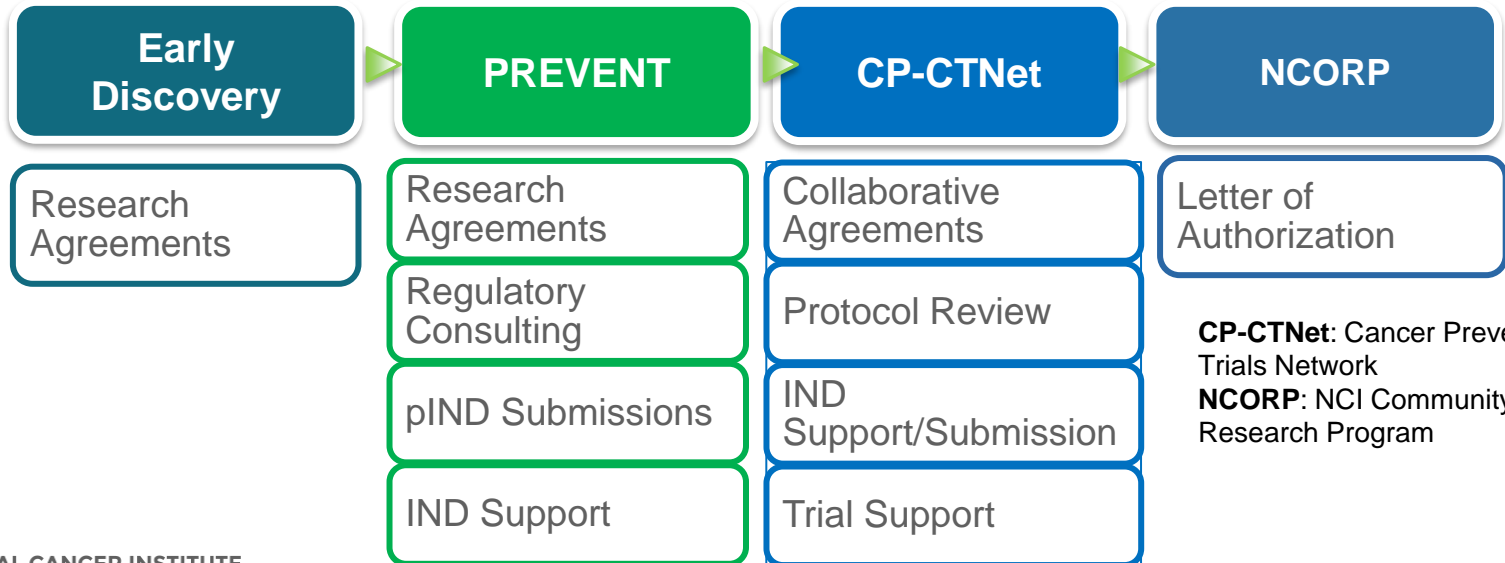 Early
Discovery
PREVENT
CP-CTNet
NCORP
Research
Agreements
Research
Agreements
Regulatory
Consulting
pIND Submissions
IND Support
Collaborative
Agreements
Protocol Review
IND
Support/Submission
Trial Support
Letter of
Authorization
CP-CTNet: Cancer
Trials Network
NCORP: NCI Community
Research Program
CANCER INSTITUTE